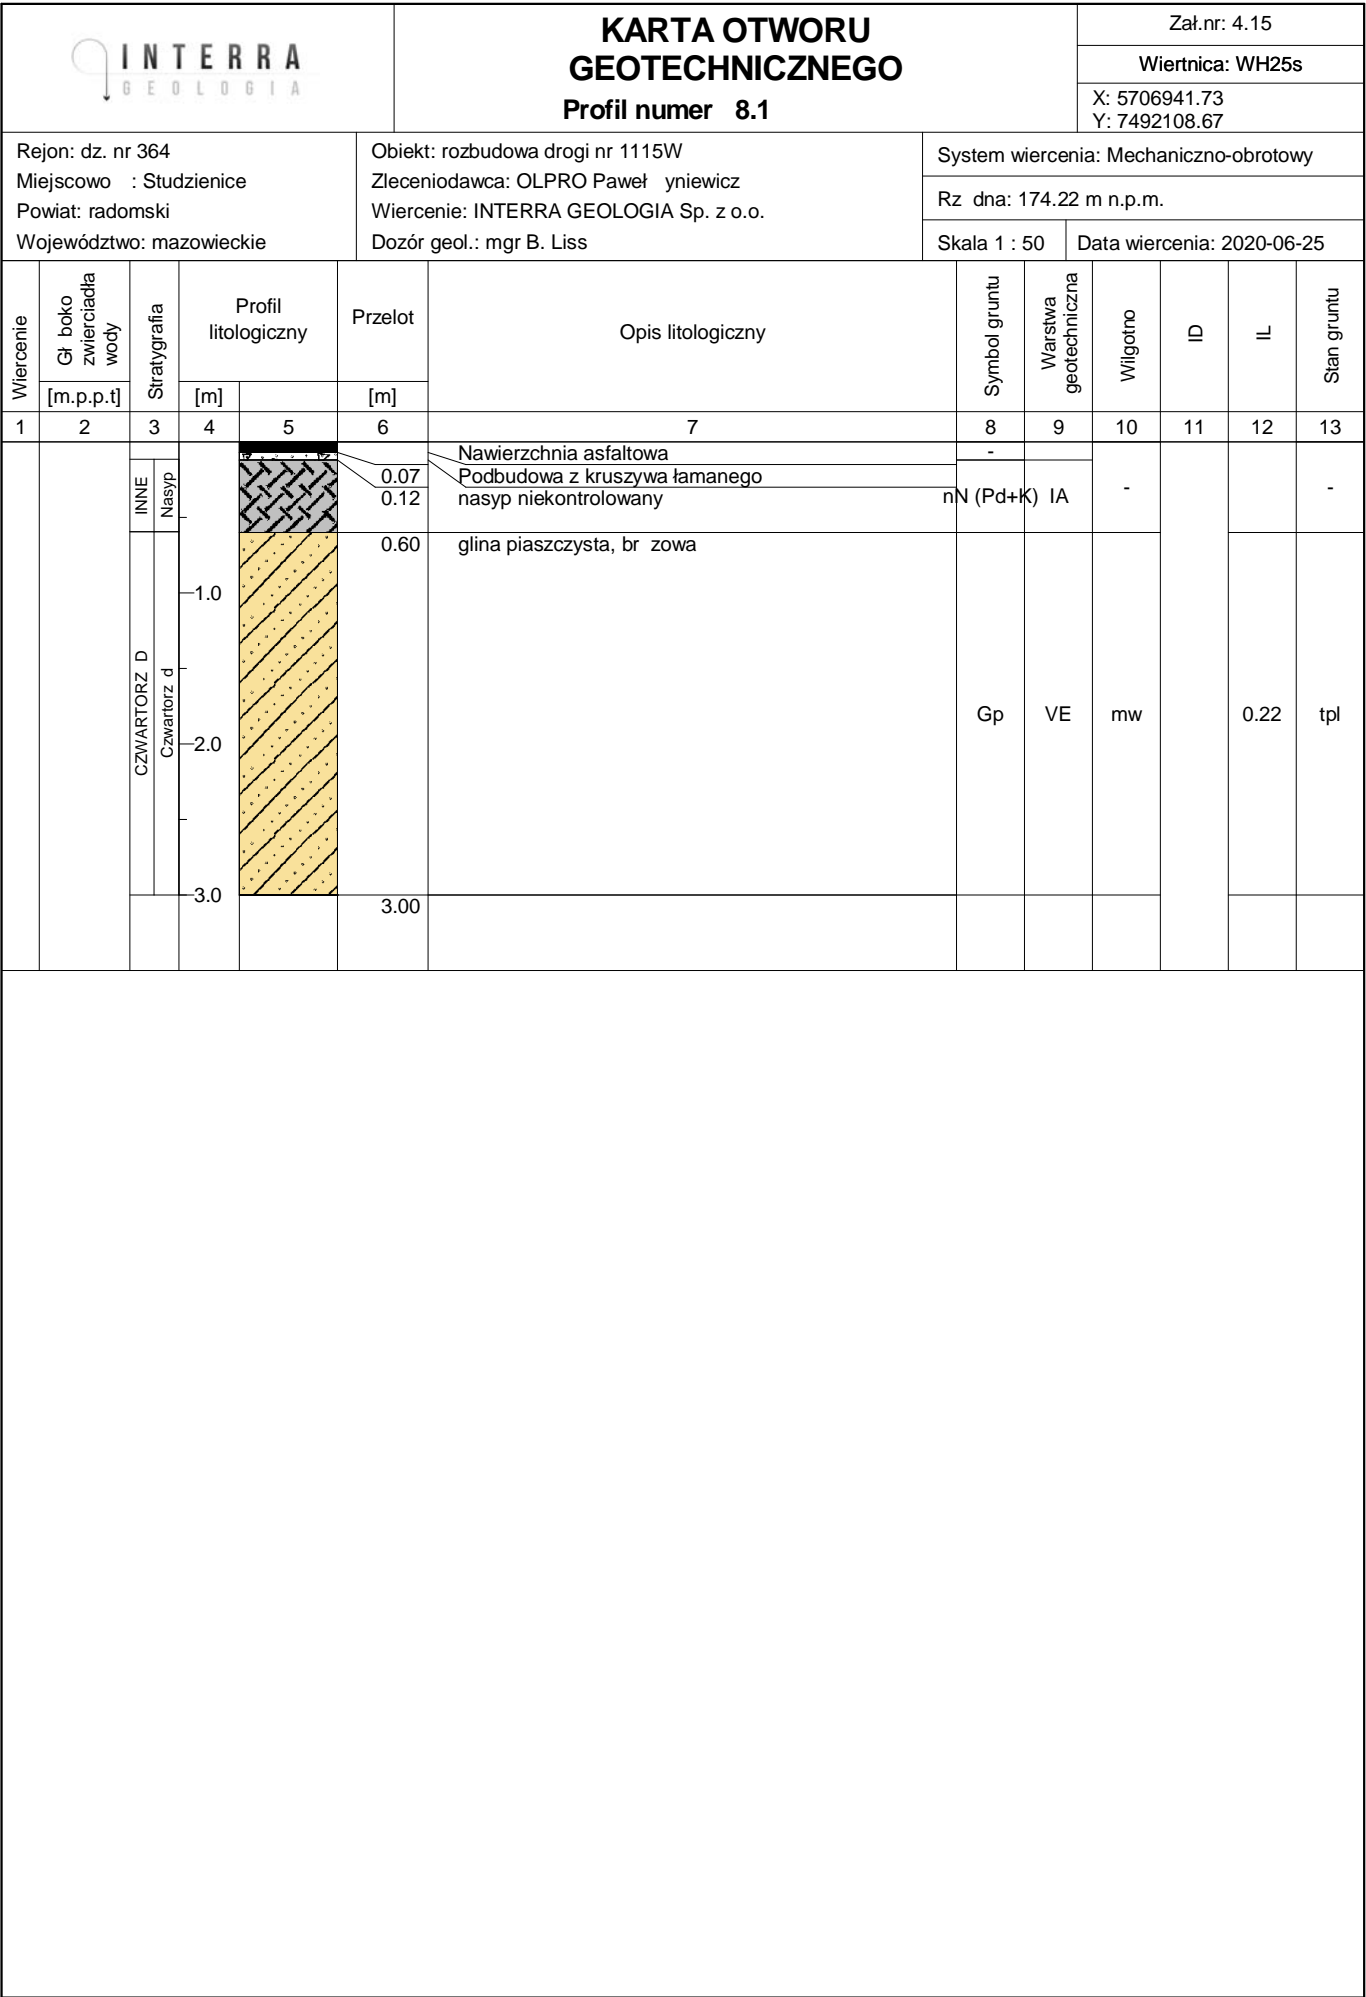 INTERRA
GEOLOGIA
KARTA OTWORU
GEOTECHNICZNEGO
Profil numer 8.1
Zał.nr: 4.15
Wiertnica: WH25s
X: 5706941.73
Y: 7492108.67
Rejon: dz. nr 364
Miejscowo : Studzienice
Powiat: radomski
Województwo: mazowieckie
Obiekt: rozbudowa drogi nr 1115W
Zleceniodawca: OLPRO Paweł yniewicz
Wiercenie: INTERRA GEOLOGIA Sp. z o.o.
Dozór geol.: mgr B. Liss
System wiercenia: Mechaniczno-obrotowy
Rz dna: 174.22 m n.p.m.
Skala 1 : 50
Data wiercenia: 2020-06-25
Wiercenie
Gł boko
zwierciadła
wody
[m.p.p.t]
Stratygrafia
Profil
litologiczny
[m]
Przelot
[m]
Opis litologiczny
Symbol gruntu
Warstwa
geotechniczna
Wilgotno
ID
IL
Stan gruntu
1 2 3 4 5 6 7 8 9 10 11 12 13
Nawierzchnia asfaltowa
-
0.07 Podbudowa z kruszywa łamanego
0.12 nasyp niekontrolowany
nN (Pd+K) IA - -
INNE
Nasyp
0.60 glina piaszczysta, br zowa
1.0
CZWARTORZ D
Czwartorz d
Gp VE mw 0.22 tpl
2.0
3.0
3.00